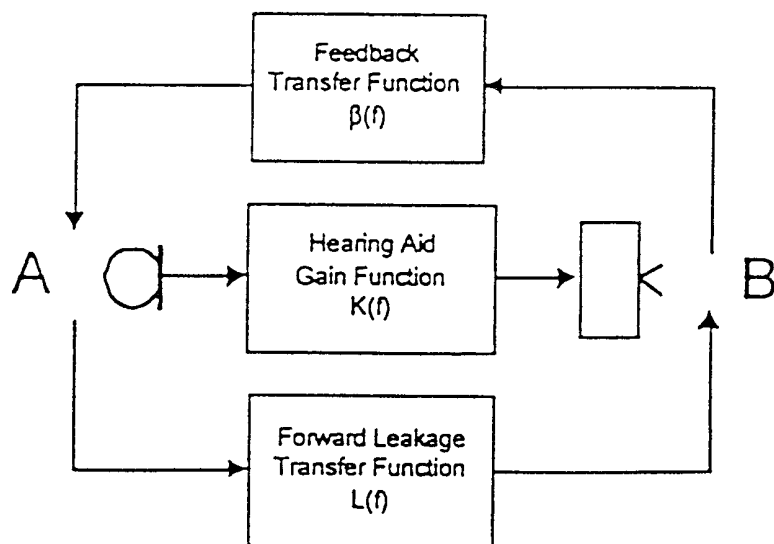 Feedback
Transfer Function
β(f)
A
Hearing Aid
Gain Function
K(f)
B
Forward Leakage
Transfer Function
L(f)